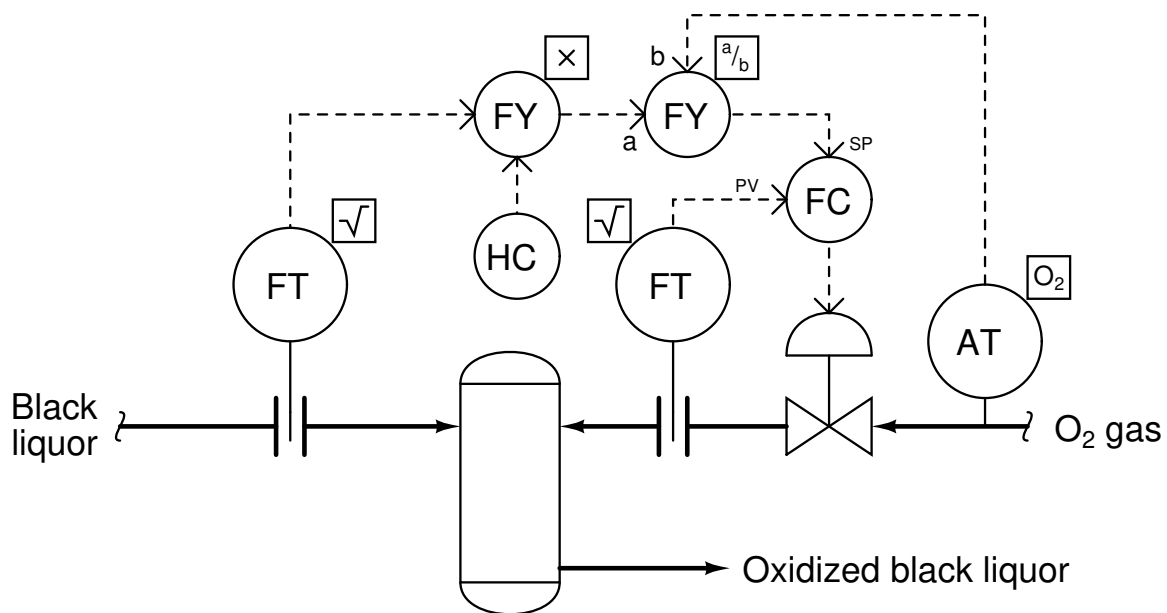 ×
b
a/b
FY
FY
a
SP
PV
FC
√
√
HC
FT
FT
O₂
AT
Black
liquor
O₂ gas
Oxidized black liquor